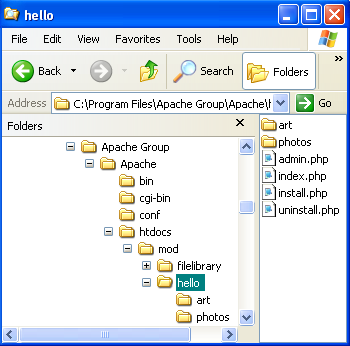 hello
File Edit View Favorites Tools Help
Back Search Folders »
Address C:\Program Files\Apache Group\Apache\h Go
Folders
Apache Group
Apache
bin
cgi-bin
conf
htdocs
mod
filelibrary
hello
art
photos
art
photos
admin.php
index.php
install.php
uninstall.php